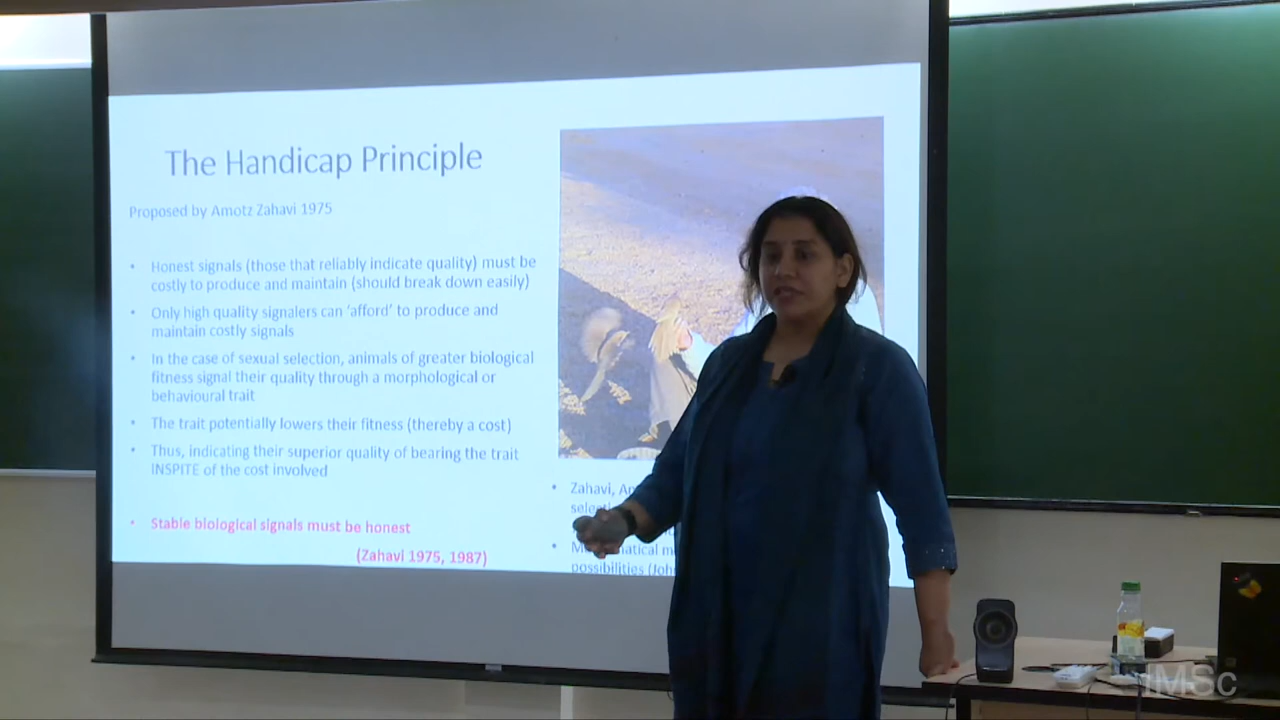 The Handicap Principle
Proposed by Amotz Zahavi 1975
• Honest signals (those that reliably indicate quality) must be
costly to produce and maintain (should break down easily)
• Only high quality signalers can 'afford' to produce and
maintain costly signals
• In the case of sexual selection, animals of greater biological
fitness signal their quality through a morphological or
behavioural trait
• The trait potentially lowers their fitness (thereby a cost)
• Thus, indicating their superior quality of bearing the trait
INSPITE of the cost involved
• Stable biological signals must be honest
(Zahavi 1975, 1987)
• Zahavi,
•
possibilities
IMSc